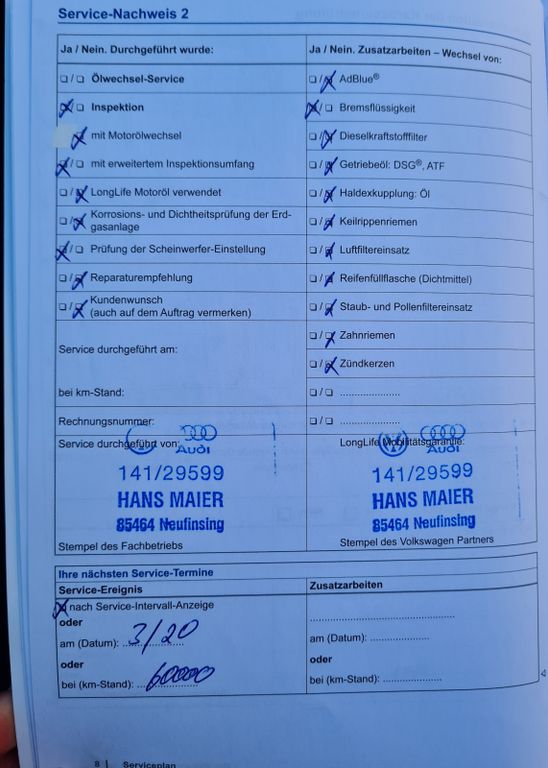 Service-Nachweis 2
Ja / Nein. Durchgeführt wurde:
Ja / Nein. Zusatzarbeiten – Wechsel von:
Ölwechsel-Service
AdBlue®
Inspektion
Bremsflüssigkeit
mit Motorölwechsel
Dieselkraftstofffilter
mit erweitertem Inspektionsumfang
Getriebeöl: DSG®, ATF
LongLife Motoröl verwendet
Haldexkupplung: Öl
Korrosions- und Dichtheitsprüfung der Erd-
gasanlage
Keilrippenriemen
Prüfung der Scheinwerfer-Einstellung
Luftfiltereinsatz
Reparaturempfehlung
Reifenfüllflasche (Dichtmittel)
Kundenwunsch
(auch auf dem Auftrag vermerken)
Staub- und Pollenfiltereinsatz
Zahnriemen
Service durchgeführt am:
Zündkerzen
bei km-Stand:
Rechnungsnummer:
Service durchgeführt von:
Audi
141/29599
HANS MAIER
85464 Neufinsing
Stempel des Fachbetriebs
LongLife Mobilitätsgarantie:
Audi
141/29599
HANS MAIER
85464 Neufinsing
Stempel des Volkswagen Partners
Ihre nächsten Service-Termine
Service-Ereignis
Zusatzarbeiten
nach Service-Intervall-Anzeige
oder
am (Datum): 3/20
am (Datum):
oder
oder
bei (km-Stand): 60000
bei (km-Stand):
8 | Serviceplan